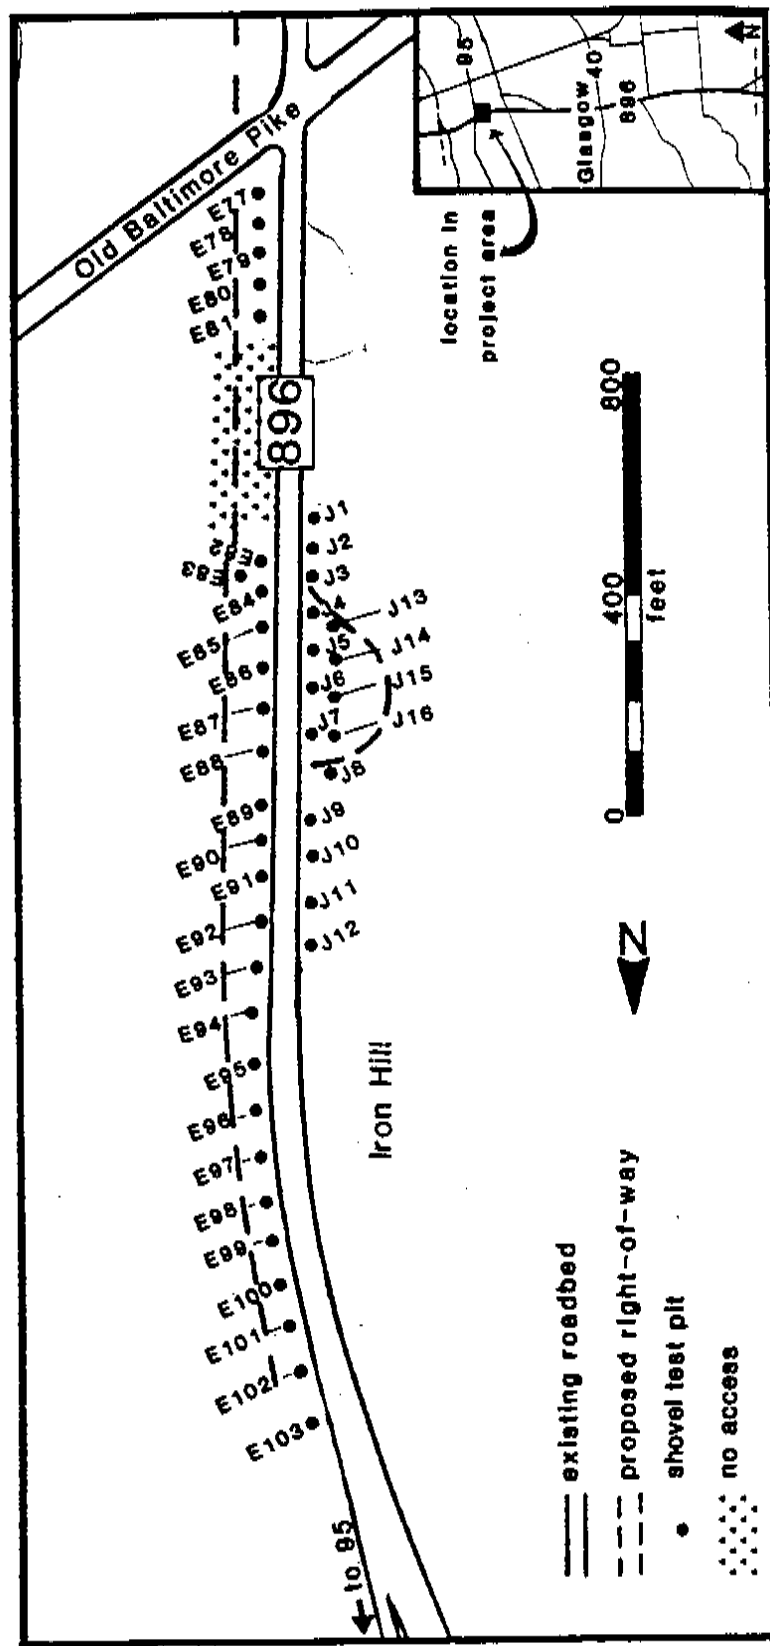 Old Baltimore Pike
E77
E78
E79
E80
E81
E82
E83
E84
E85
E86
E87
E88
E89
E90
E91
E92
E93
E94
E95
E96
E97
E98
E99
E100
E101
E102
E103
896
J1
J2
J3
J4
J5
J6
J7
J8
J9
J10
J11
J12
J13
J14
J15
J16
to 95
Iron Hill
N
0 400 800
feet
existing roadbed
proposed right-of-way
shovel test pit
no access
location in
project area
95
40
Glasgow
896
N